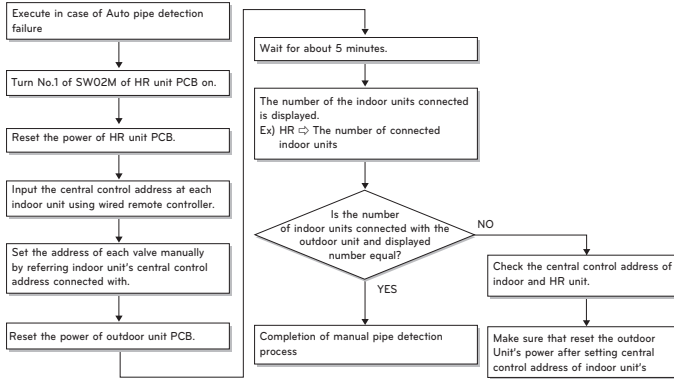 Execute in case of Auto pipe detection
failure
Turn No.1 of SW02M of HR unit PCB on.
Reset the power of HR unit PCB.
Input the central control address at each
indoor unit using wired remote controller.
Set the address of each valve manually
by referring indoor unit's central control
address connected with.
Reset the power of outdoor unit PCB.
Wait for about 5 minutes.
The number of the indoor units connected
is displayed.
Ex) HR ⇨ The number of connected
indoor units
Is the number
of indoor units connected with the
outdoor unit and displayed
number equal?
NO
YES
Completion of manual pipe detection
process
Check the central control address of
indoor and HR unit.
Make sure that reset the outdoor
Unit's power after setting central
control address of indoor unit's